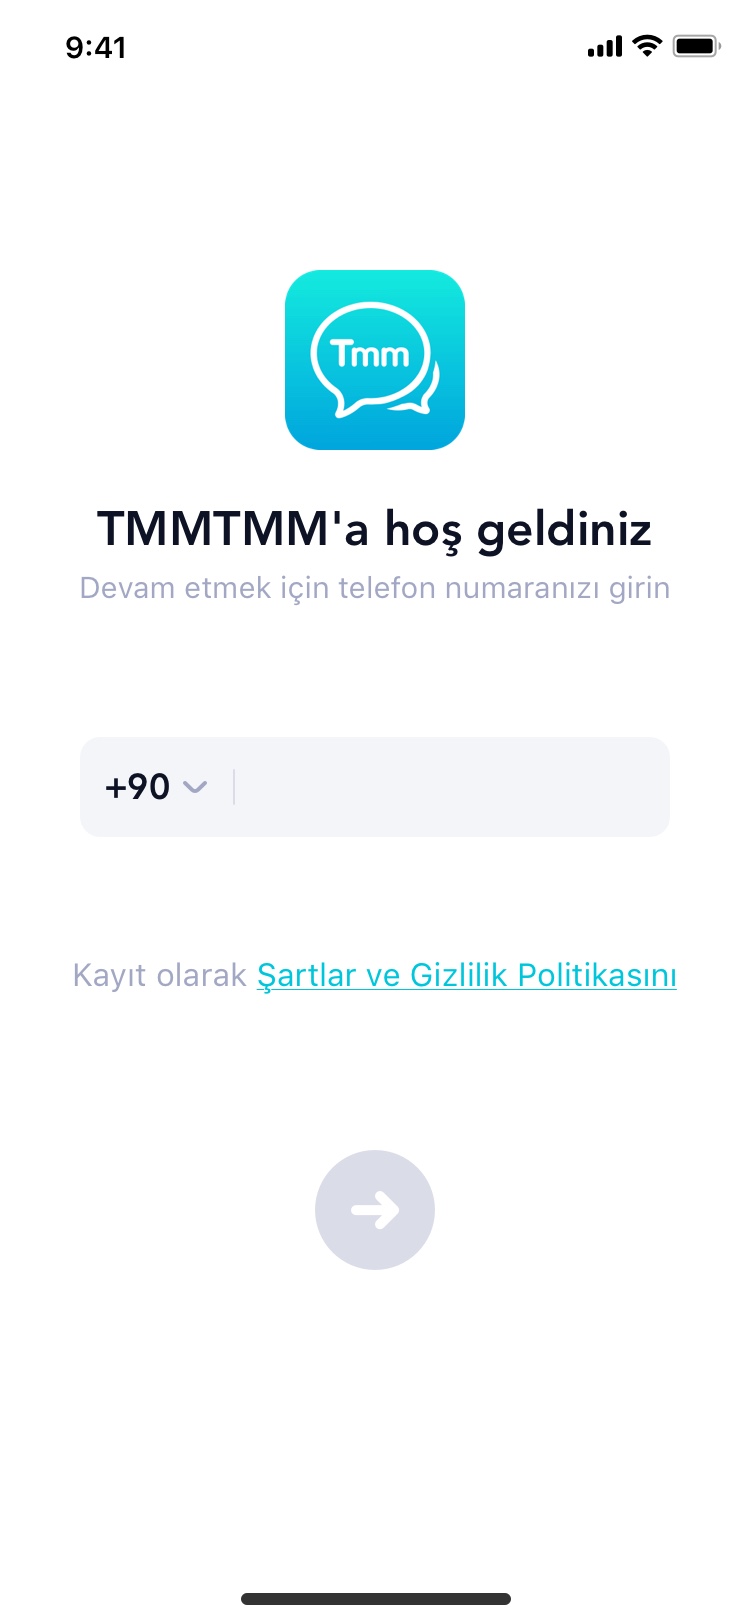 9:41
Tmm
TMMTMM'a hoş geldiniz
Devam etmek için telefon numaranızı girin
+90
Kayıt olarak Şartlar ve Gizlilik Politikasını